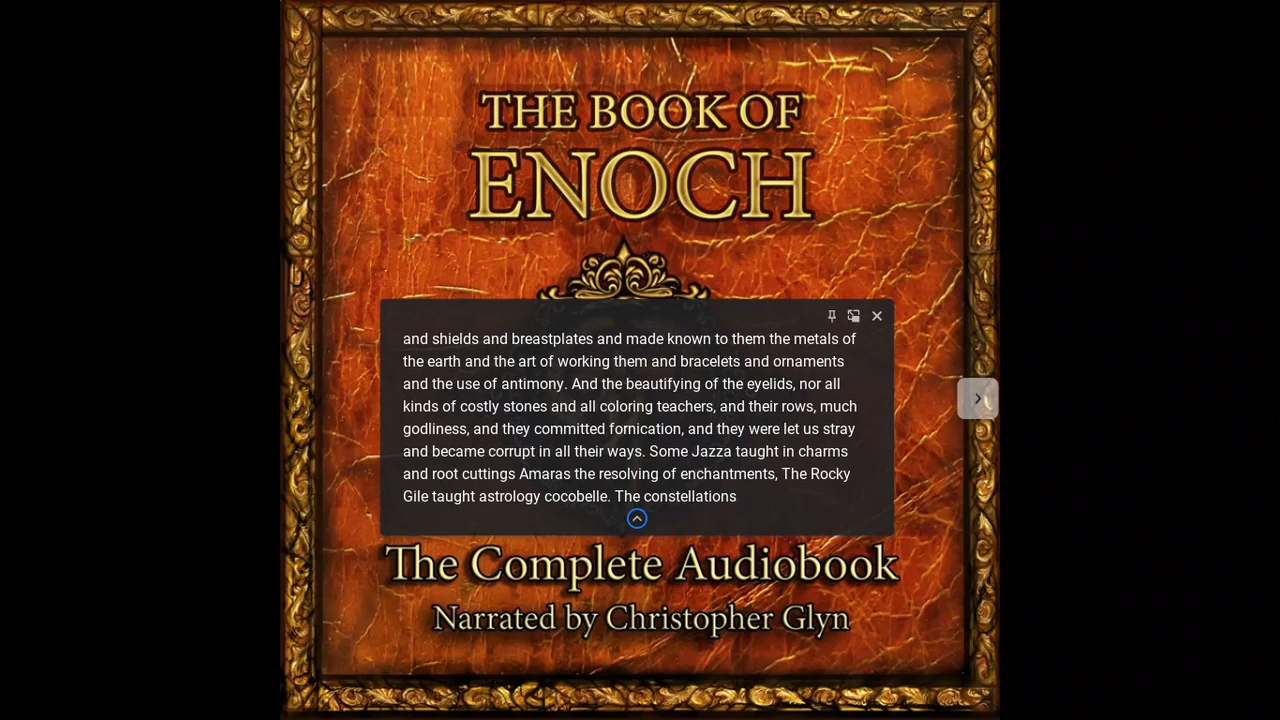 THE BOOK OF
ENOCH
and shields and breastplates and made known to them the metals of
the earth and the art of working them and bracelets and ornaments
and the use of antimony. And the beautifying of the eyelids, nor all
kinds of costly stones and all coloring teachers, and their rows, much
godliness, and they committed fornication, and they were let us stray
and became corrupt in all their ways. Some Jazza taught in charms
and root cuttings Amaras the resolving of enchantments, The Rocky
Gile taught astrology cocobelle. The constellations
The Complete Audiobook
Narrated by Christopher Glyn